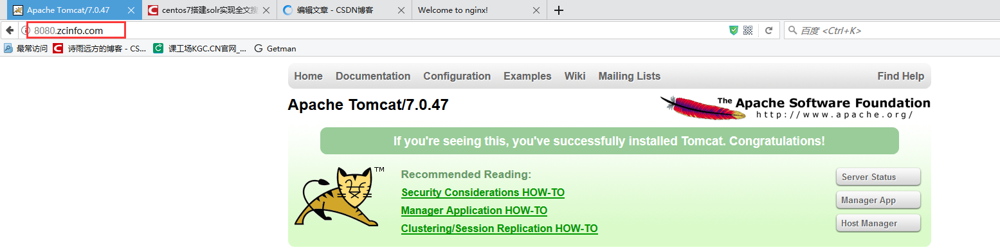 Apache Tomcat/7.0.47
centos7搭建solr实现全文搜
编辑文章 - CSDN博客
Welcome to nginx!
8080.zcinfo.com
百度 <Ctrl+K>
最常访问
C 诗雨远方的博客 - CS...
课工场KGC.CN官网_...
G Getman
Home Documentation Configuration Examples Wiki Mailing Lists Find Help
Apache Tomcat/7.0.47
The Apache Software Foundation
http://www.apache.org/
If you're seeing this, you've successfully installed Tomcat. Congratulations!
TM
Recommended Reading:
Security Considerations HOW-TO
Manager Application HOW-TO
Clustering/Session Replication HOW-TO
Server Status
Manager App
Host Manager